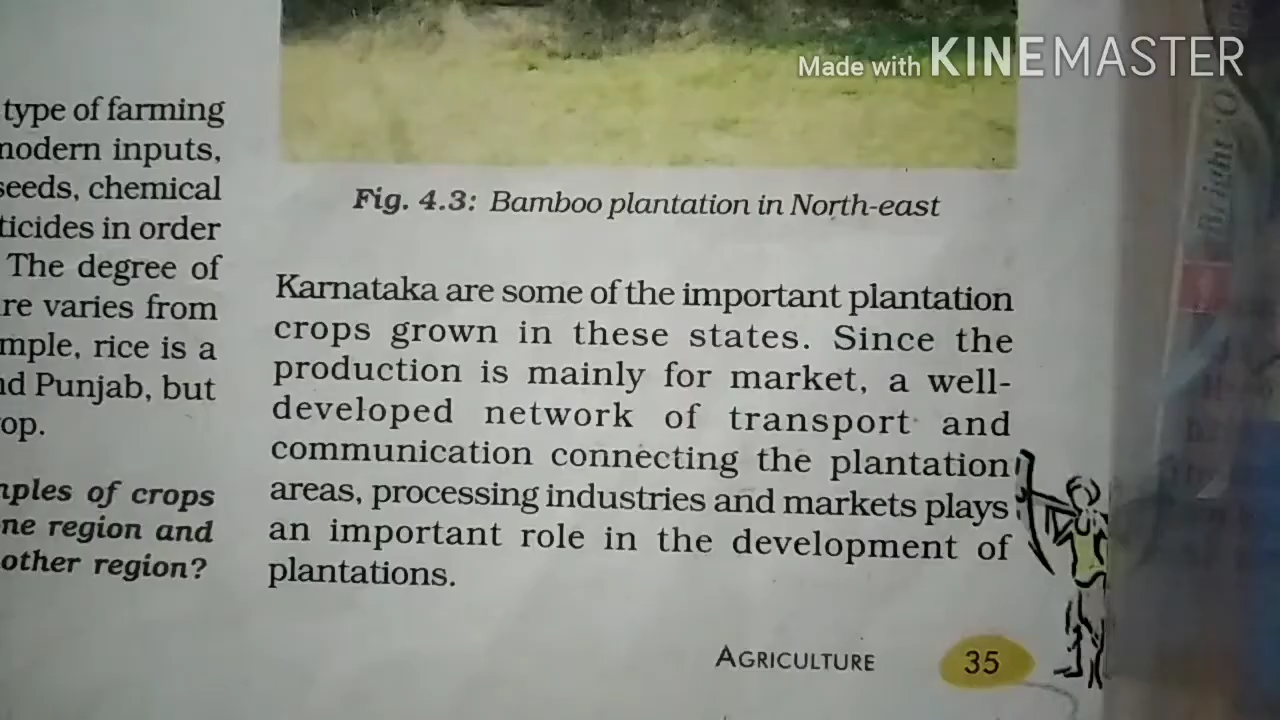 Made with KINEMASTER
type of farming
modern inputs,
seeds, chemical
ticides in order
The degree of
re varies from
mple, rice is a
nd Punjab, but
op.
mples of crops
ne region and
other region?
Fig. 4.3: Bamboo plantation in North-east
Karnataka are some of the important plantation
crops grown in these states. Since the
production is mainly for market, a well-
developed network of transport and
communication connecting the plantation
areas, processing industries and markets plays
an important role in the development of
plantations.
AGRICULTURE 35
Bright